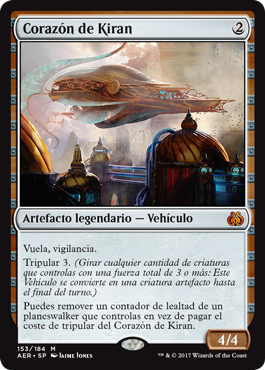 Corazón de Kiran 2
Artefacto legendario — Vehículo
Vuela, vigilancia.
Tripular 3. (Girar cualquier cantidad de criaturas
que controlas con una fuerza total de 3 o más: Este
Vehículo se convierte en una criatura artefacto hasta
el final del turno.)
Puedes remover un contador de lealtad de un
planeswalker que controlas en vez de pagar el
coste de tripular del Corazón de Kiran.
4/4
153/184 M
AER • SP Jaime Jones
™ & © 2017 Wizards of the Coast